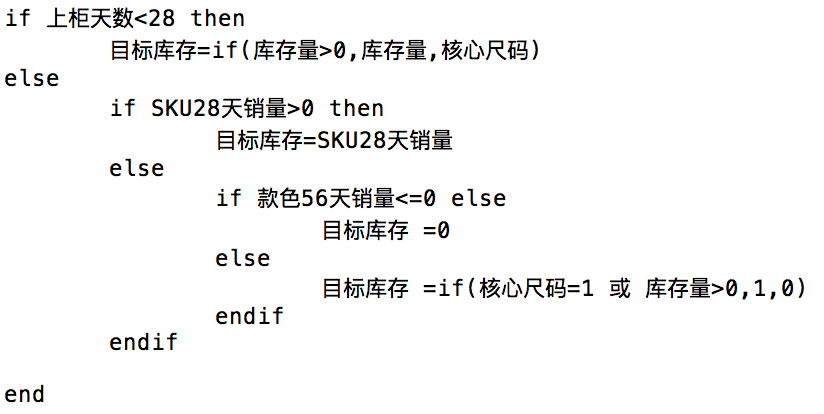 if 上柜天数<28 then
目标库存=if(库存量>0,库存量,核心尺码)
else
if SKU28天销量>0 then
目标库存=SKU28天销量
else
if 款色56天销量<=0 else
目标库存 =0
else
目标库存 =if(核心尺码=1 或 库存量>0,1,0)
endif
endif
end